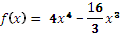 f(x) = 4x⁴ − 16/3 x³